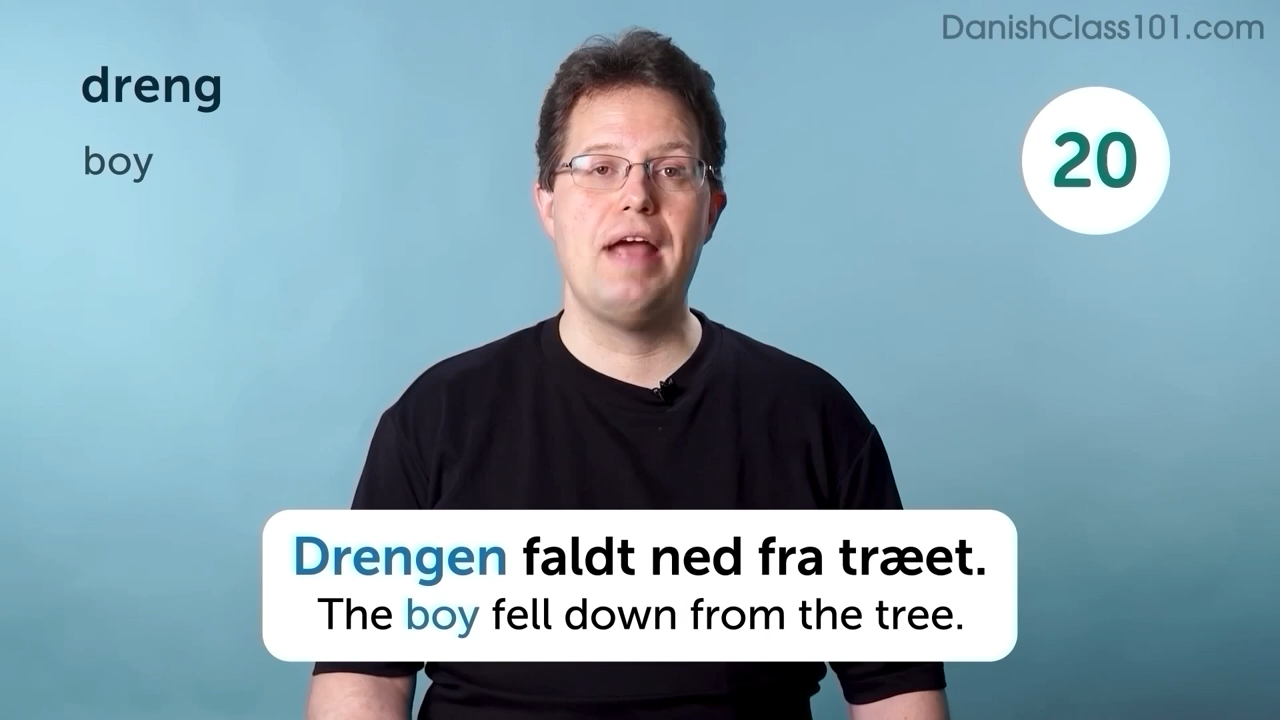 DanishClass101.com
dreng
boy
20
Drengen faldt ned fra træet.
The boy fell down from the tree.